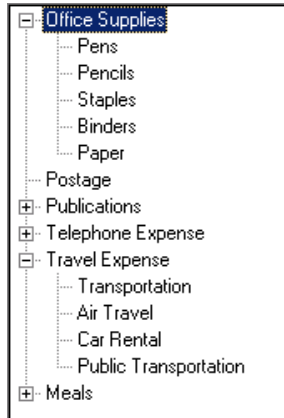 Office Supplies
Pens
Pencils
Staples
Binders
Paper
Postage
Publications
Telephone Expense
Travel Expense
Transportation
Air Travel
Car Rental
Public Transportation
Meals